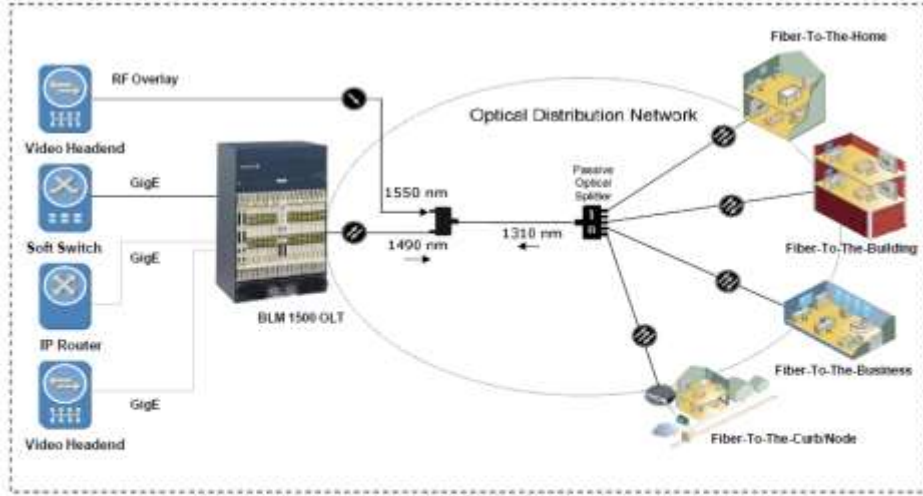 Fiber-To-The-Home
RF Overlay
Optical Distribution Network
Video Headend
GigE
Passive
Optical
Splitter
1550 nm
Soft Switch
1490 nm
1310 nm
Fiber-To-The-Building
GigE
BLM 1500 OLT
IP Router
Fiber-To-The-Business
GigE
Video Headend
Fiber-To-The-Curb/Node